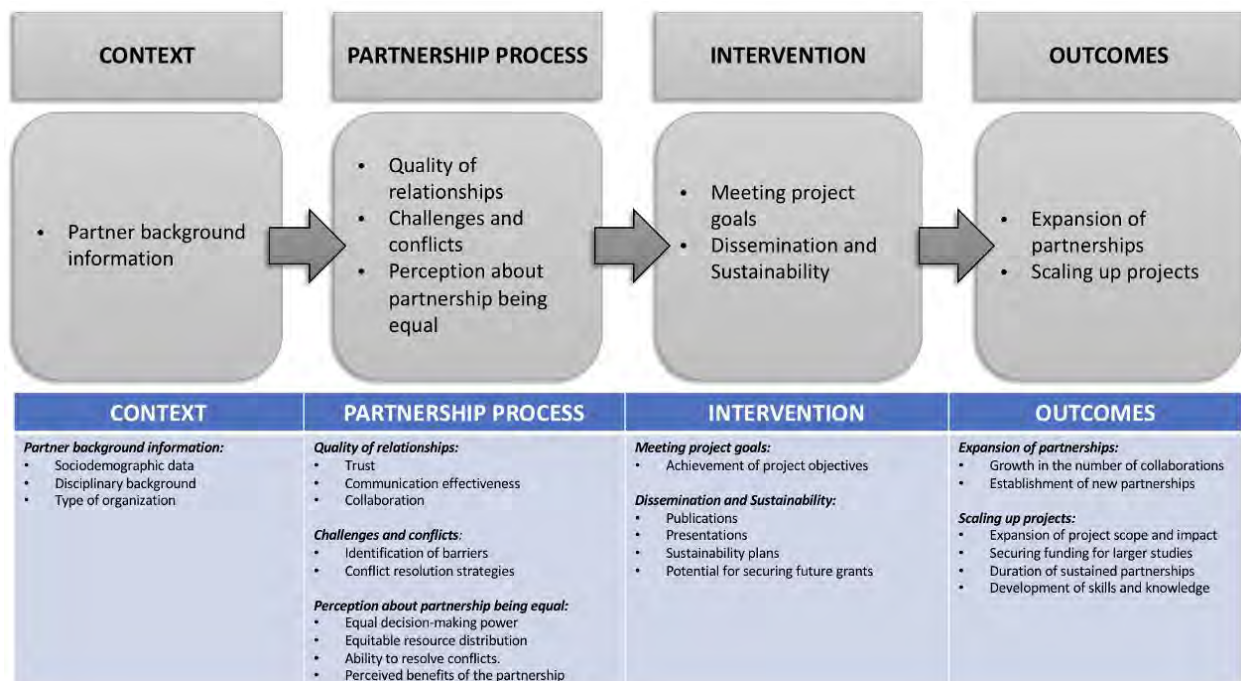 CONTEXT
PARTNERSHIP PROCESS
INTERVENTION
OUTCOMES
• Partner background
information
• Quality of
relationships
• Challenges and
conflicts
• Perception about
partnership being
equal
• Meeting project
goals
• Dissemination and
Sustainability
• Expansion of
partnerships
• Scaling up projects
CONTEXT
PARTNERSHIP PROCESS
INTERVENTION
OUTCOMES
Partner background information:
• Sociodemographic data
• Disciplinary background
• Type of organization
Quality of relationships:
• Trust
• Communication effectiveness
• Collaboration
Challenges and conflicts:
• Identification of barriers
• Conflict resolution strategies
Perception about partnership being equal:
• Equal decision-making power
• Equitable resource distribution
• Ability to resolve conflicts.
• Perceived benefits of the partnership
Meeting project goals:
• Achievement of project objectives
Dissemination and Sustainability:
• Publications
• Presentations
• Sustainability plans
• Potential for securing future grants
Expansion of partnerships:
• Growth in the number of collaborations
• Establishment of new partnerships
Scaling up projects:
• Expansion of project scope and impact
• Securing funding for larger studies
• Duration of sustained partnerships
• Development of skills and knowledge